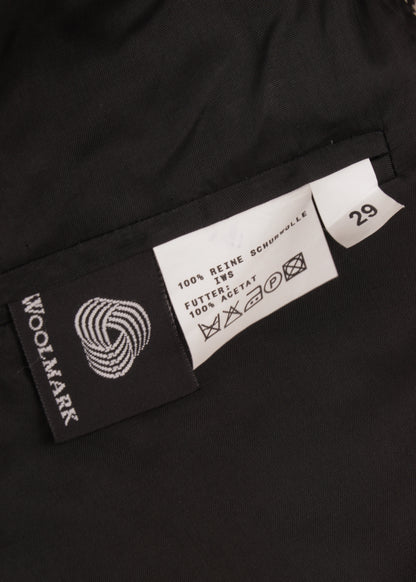 29
100% REINE SCHURWOLLE
IWS
FUTTER:
100% ACETAT
P
WOOLMARK